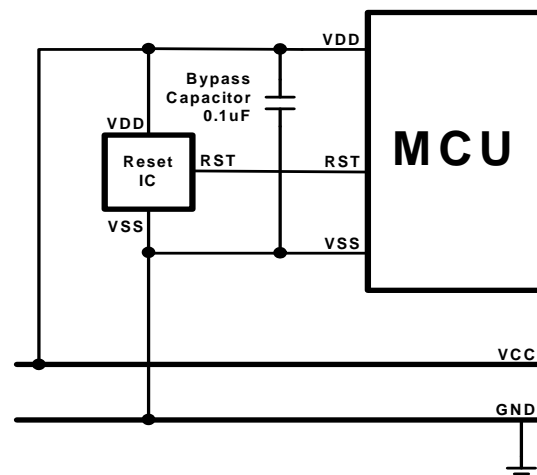 VDD
Bypass
Capacitor
0.1uF
VDD
MCU
Reset
IC
RST
RST
VSS
VSS
VCC
GND